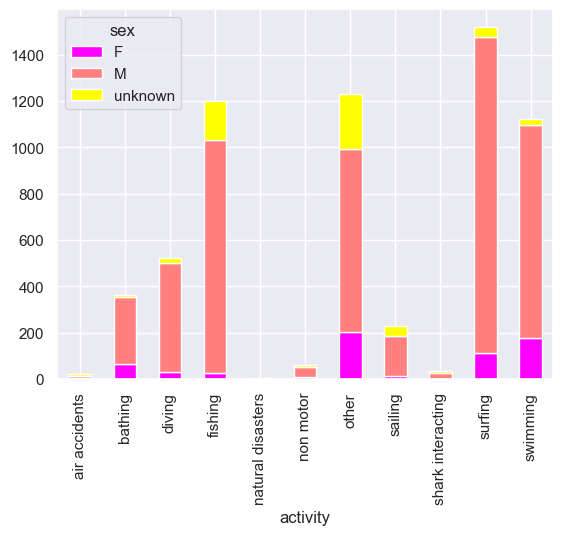 sex
F
M
unknown
1400
1200
1000
800
600
400
200
0
air accidents
bathing
diving
fishing
natural disasters
non motor
other
sailing
shark interacting
surfing
swimming
activity